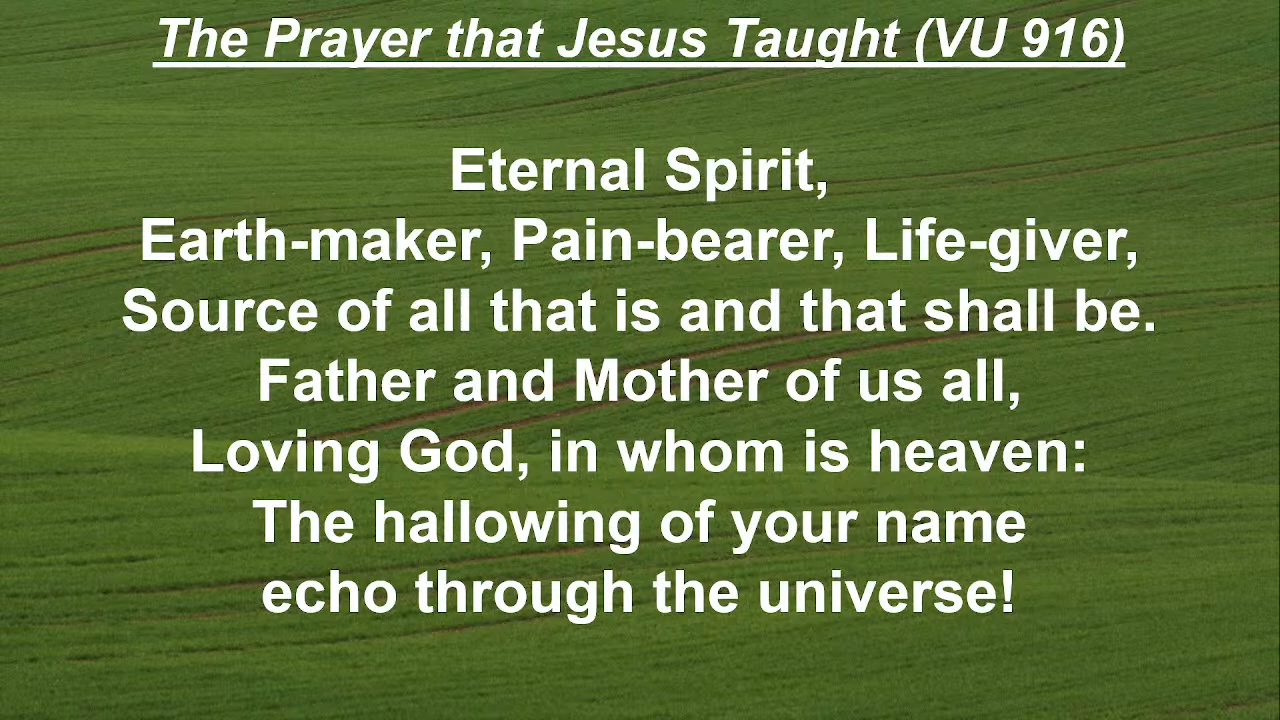 The Prayer that Jesus Taught (VU 916)
Eternal Spirit,
Earth-maker, Pain-bearer, Life-giver,
Source of all that is and that shall be.
Father and Mother of us all,
Loving God, in whom is heaven:
The hallowing of your name
echo through the universe!